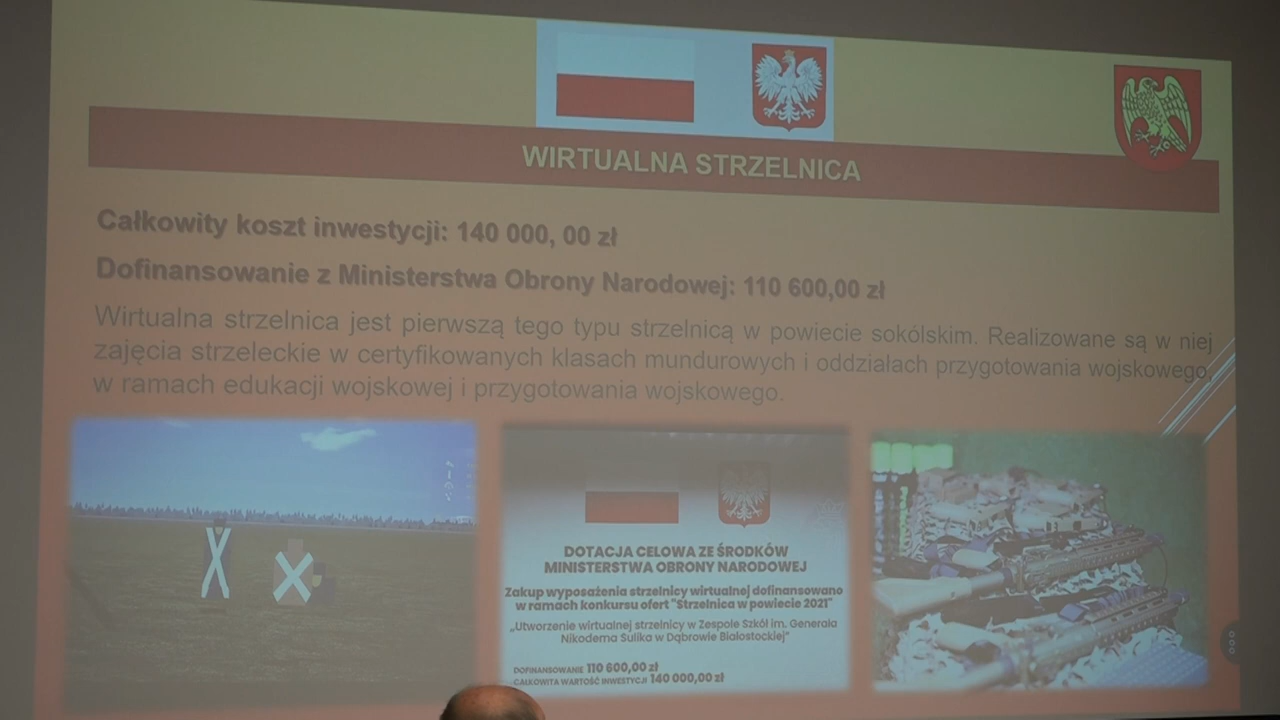 WIRTUALNA STRZELNICA
Całkowity koszt inwestycji: 140 000, 00 zł
Dofinansowanie z Ministerstwa Obrony Narodowej: 110 600,00 zł
Wirtualna strzelnica jest pierwszą tego typu strzelnicą w powiecie sokólskim. Realizowane są w niej
zajęcia strzeleckie w certyfikowanych klasach mundurowych i oddziałach przygotowania wojskowego,
w ramach edukacji wojskowej i przygotowania wojskowego.
DOTACJA CELOWA ZE ŚRODKÓW
MINISTERSTWA OBRONY NARODOWEJ
Zakup wyposażenia strzelnicy wirtualnej dofinansowano
w ramach konkursu ofert "Strzelnica w powiecie 2021"
„Utworzenie wirtualnej strzelnicy w Zespole Szkół im. Generała
Nikodema Sulika w Dąbrowie Białostockiej"
DOFINANSOWANIE 110 600,00 zł
CAŁKOWITA WARTOŚĆ INWESTYCJI 140 000,00 zł